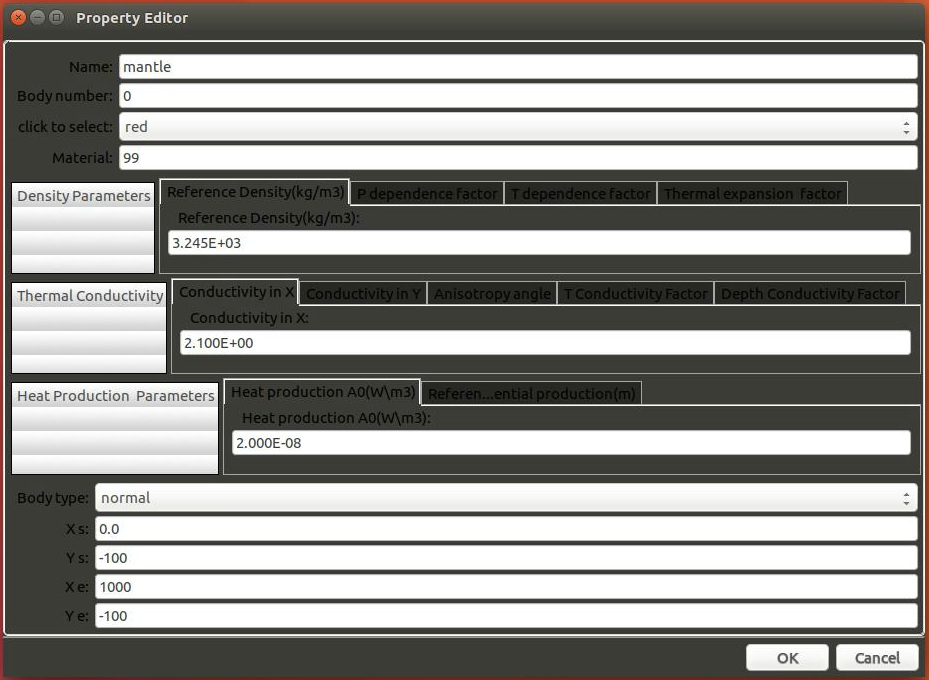 Property Editor
Name: mantle
Body number: 0
click to select: red
Material: 99
Density Parameters
Reference Density(kg/m3) P dependence factor T dependence factor Thermal expansion factor
Reference Density(kg/m3):
3.245E+03
Thermal Conductivity
Conductivity in X Conductivity in Y Anisotropy angle T Conductivity Factor Depth Conductivity Factor
Conductivity in X:
2.100E+00
Heat Production Parameters
Heat production A0(W\m3) Referen...ential production(m)
Heat production A0(W\m3):
2.000E-08
Body type: normal
X s: 0.0
Y s: -100
X e: 1000
Y e: -100
OK Cancel